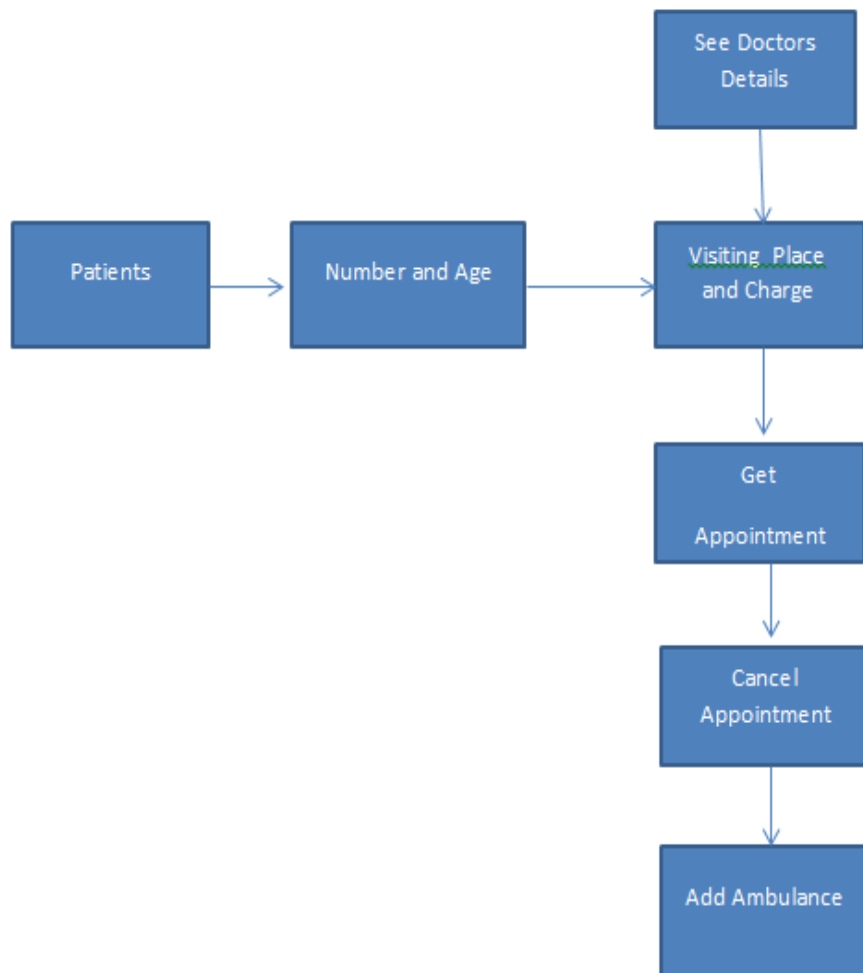 See Doctors
Details
Patients
Number and Age
Visiting Place
and Charge
Get
Appointment
Cancel
Appointment
Add Ambulance